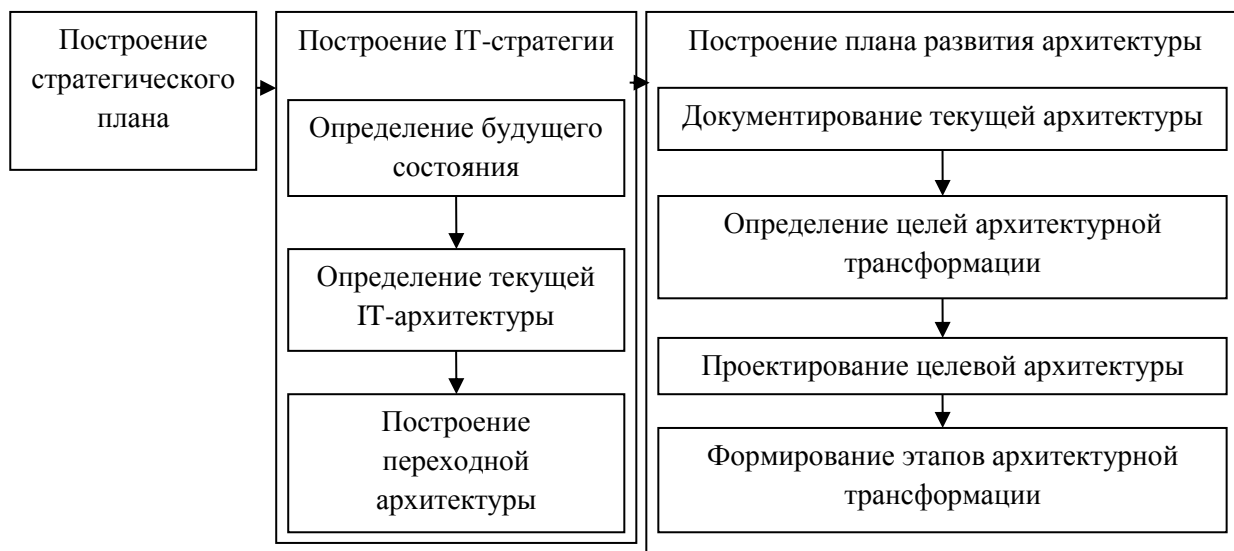 Построение
стратегического
плана
Построение IT-стратегии
Определение будущего
состояния
Определение текущей
IT-архитектуры
Построение
переходной
архитектуры
Построение плана развития архитектуры
Документирование текущей архитектуры
Определение целей архитектурной
трансформации
Проектирование целевой архитектуры
Формирование этапов архитектурной
трансформации